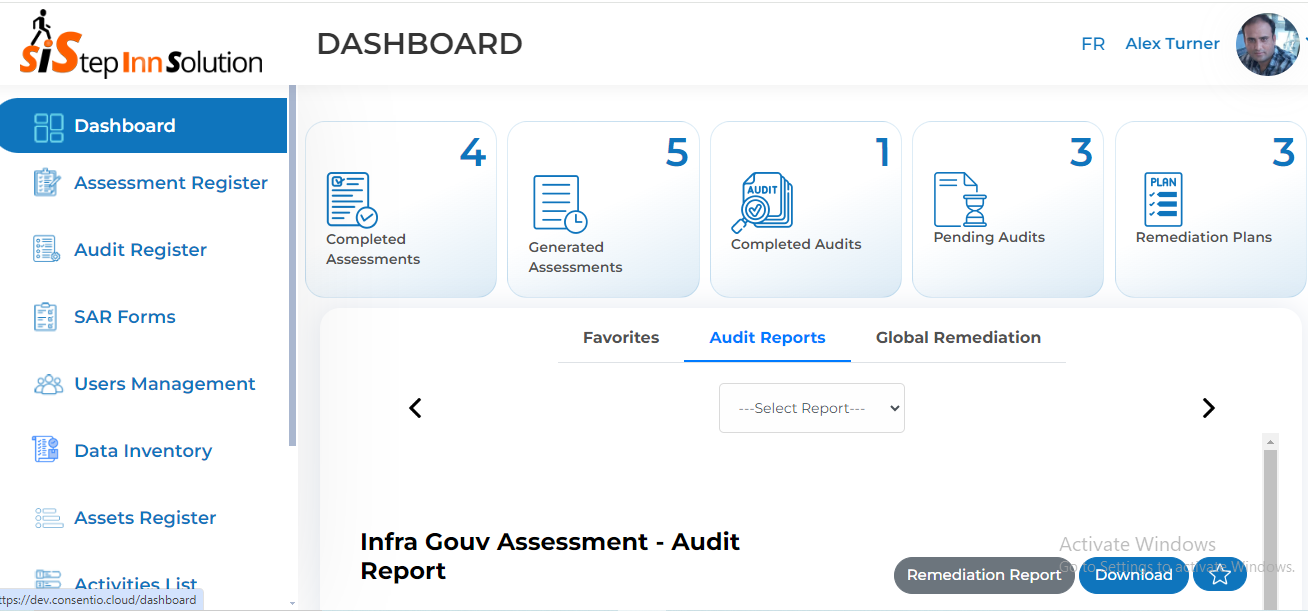 SiStep Inn Solution
DASHBOARD
FR
Alex Turner
Dashboard
Assessment Register
Audit Register
SAR Forms
Users Management
Data Inventory
Assets Register
Activities List
4
Completed
Assessments
5
Generated
Assessments
1
AUDIT
Completed Audits
3
Pending Audits
3
PLAN
Remediation Plans
Favorites
Audit Reports
Global Remediation
---Select Report---
Infra Gouv Assessment - Audit
Report
Remediation Report
Download
Activate Windows
Go to Settings to activate Windows.
ttps://dev.consentio.cloud/dashboard